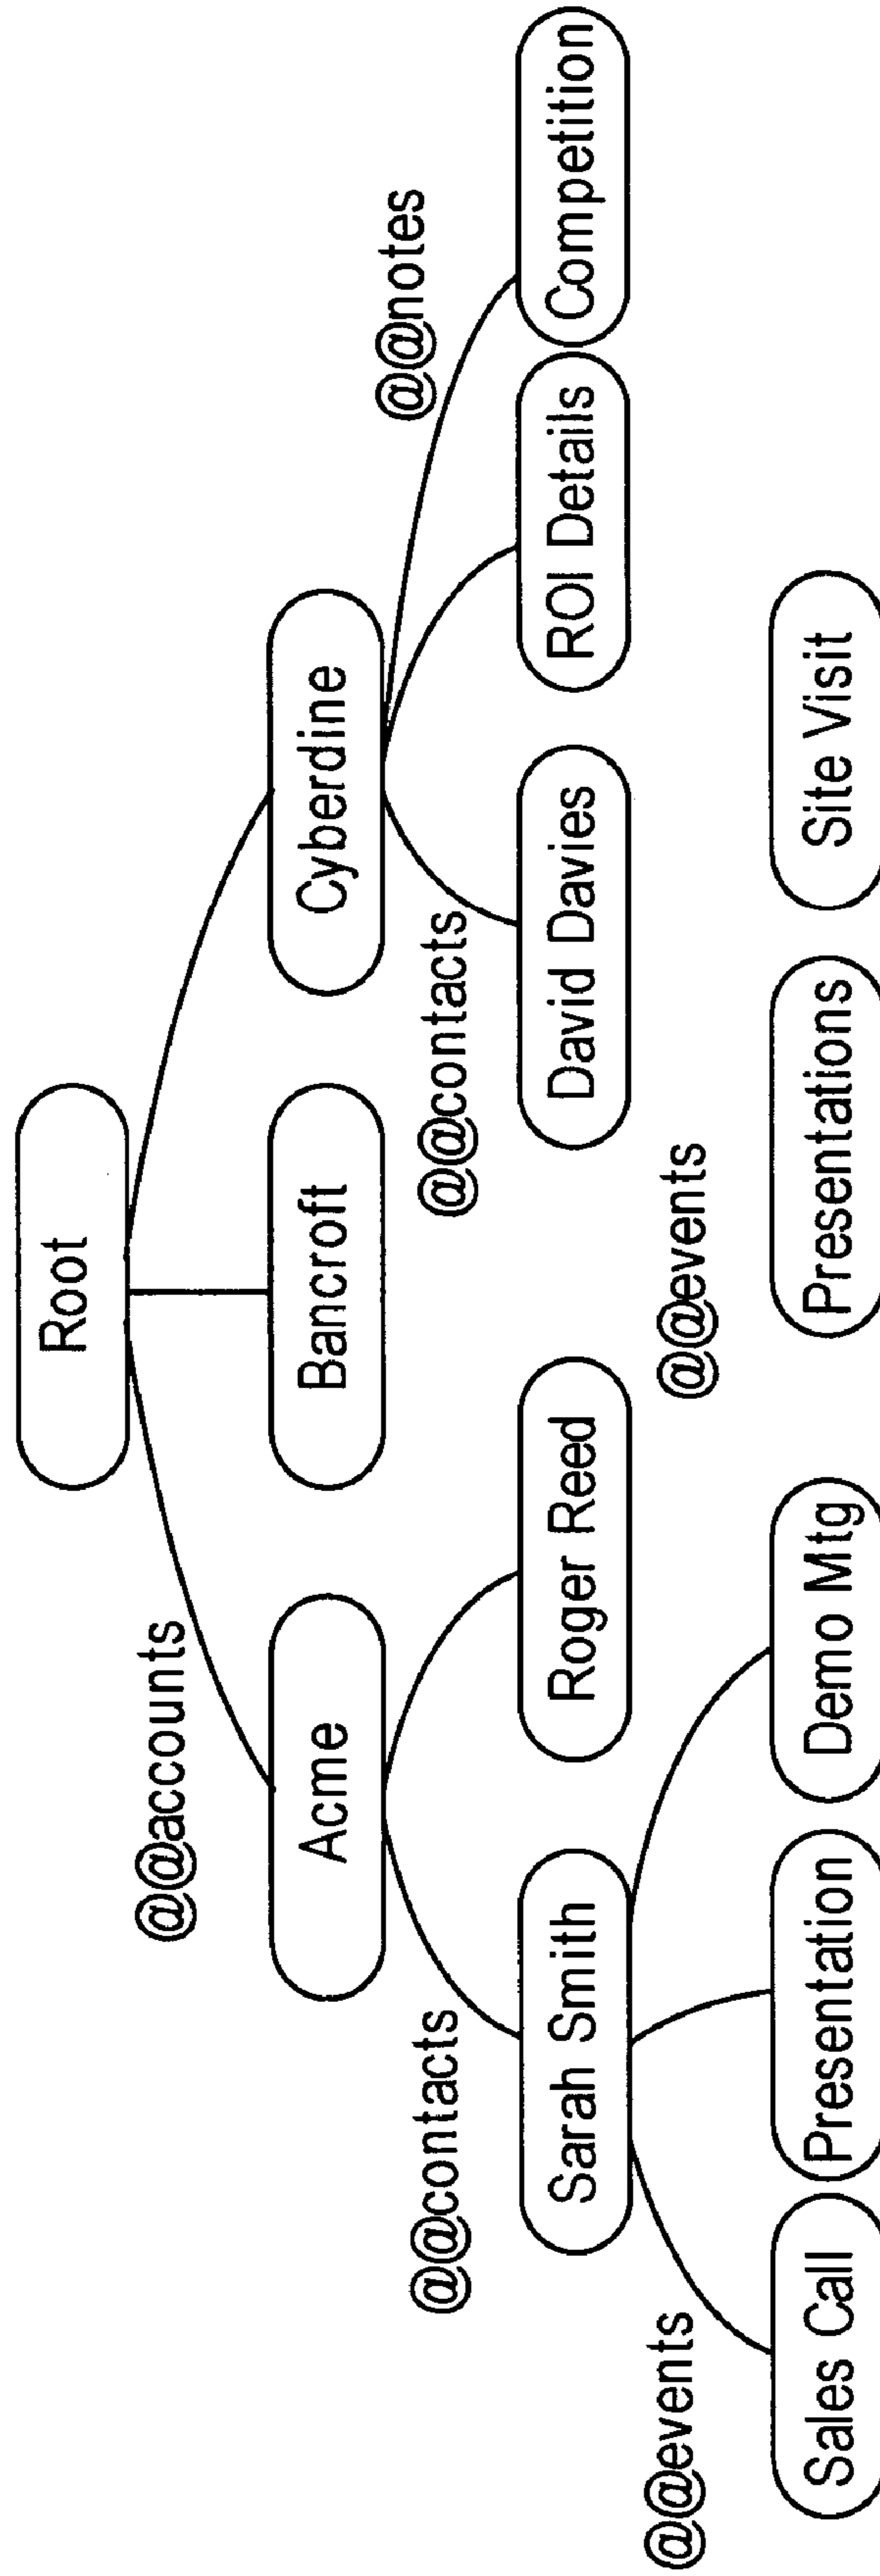 Root
@@accounts
Acme
Bancroft
Cyberdine
@@contacts
@@contacts
@@notes
Sarah Smith
Roger Reed
David Davies
ROI Details
Competition
@@events
@@events
Sales Call
Presentation
Demo Mtg
Presentations
Site Visit